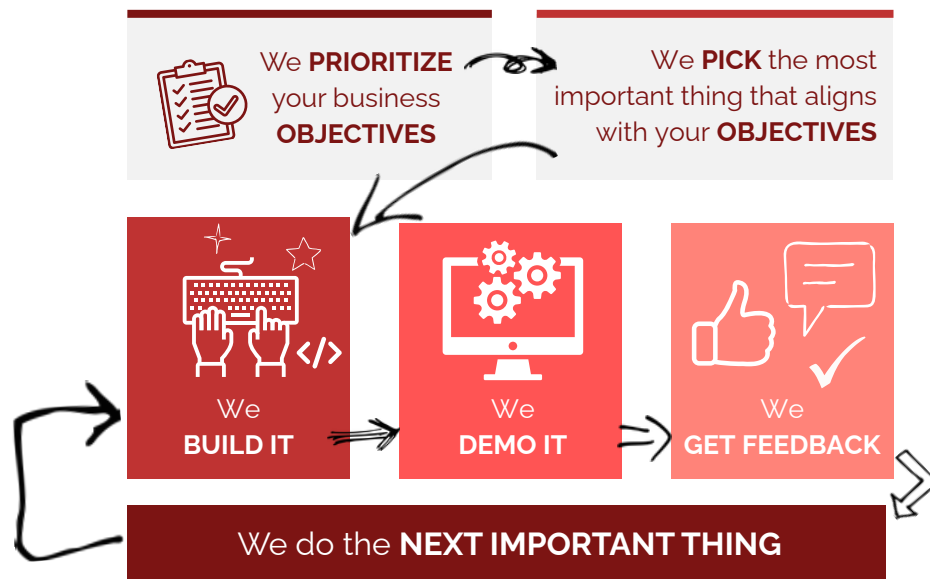 We PRIORITIZE
your business
OBJECTIVES
We PICK the most
important thing that aligns
with your OBJECTIVES
</>
We
BUILD IT
We
DEMO IT
We
GET FEEDBACK
We do the NEXT IMPORTANT THING